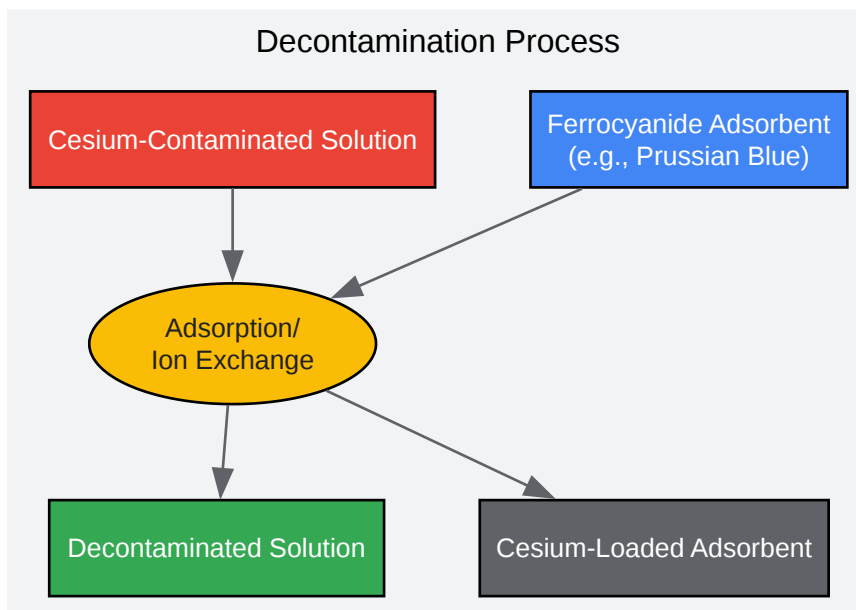 Decontamination Process
Cesium-Contaminated Solution
Ferrocyanide Adsorbent
(e.g., Prussian Blue)
Adsorption/
Ion Exchange
Decontaminated Solution
Cesium-Loaded Adsorbent